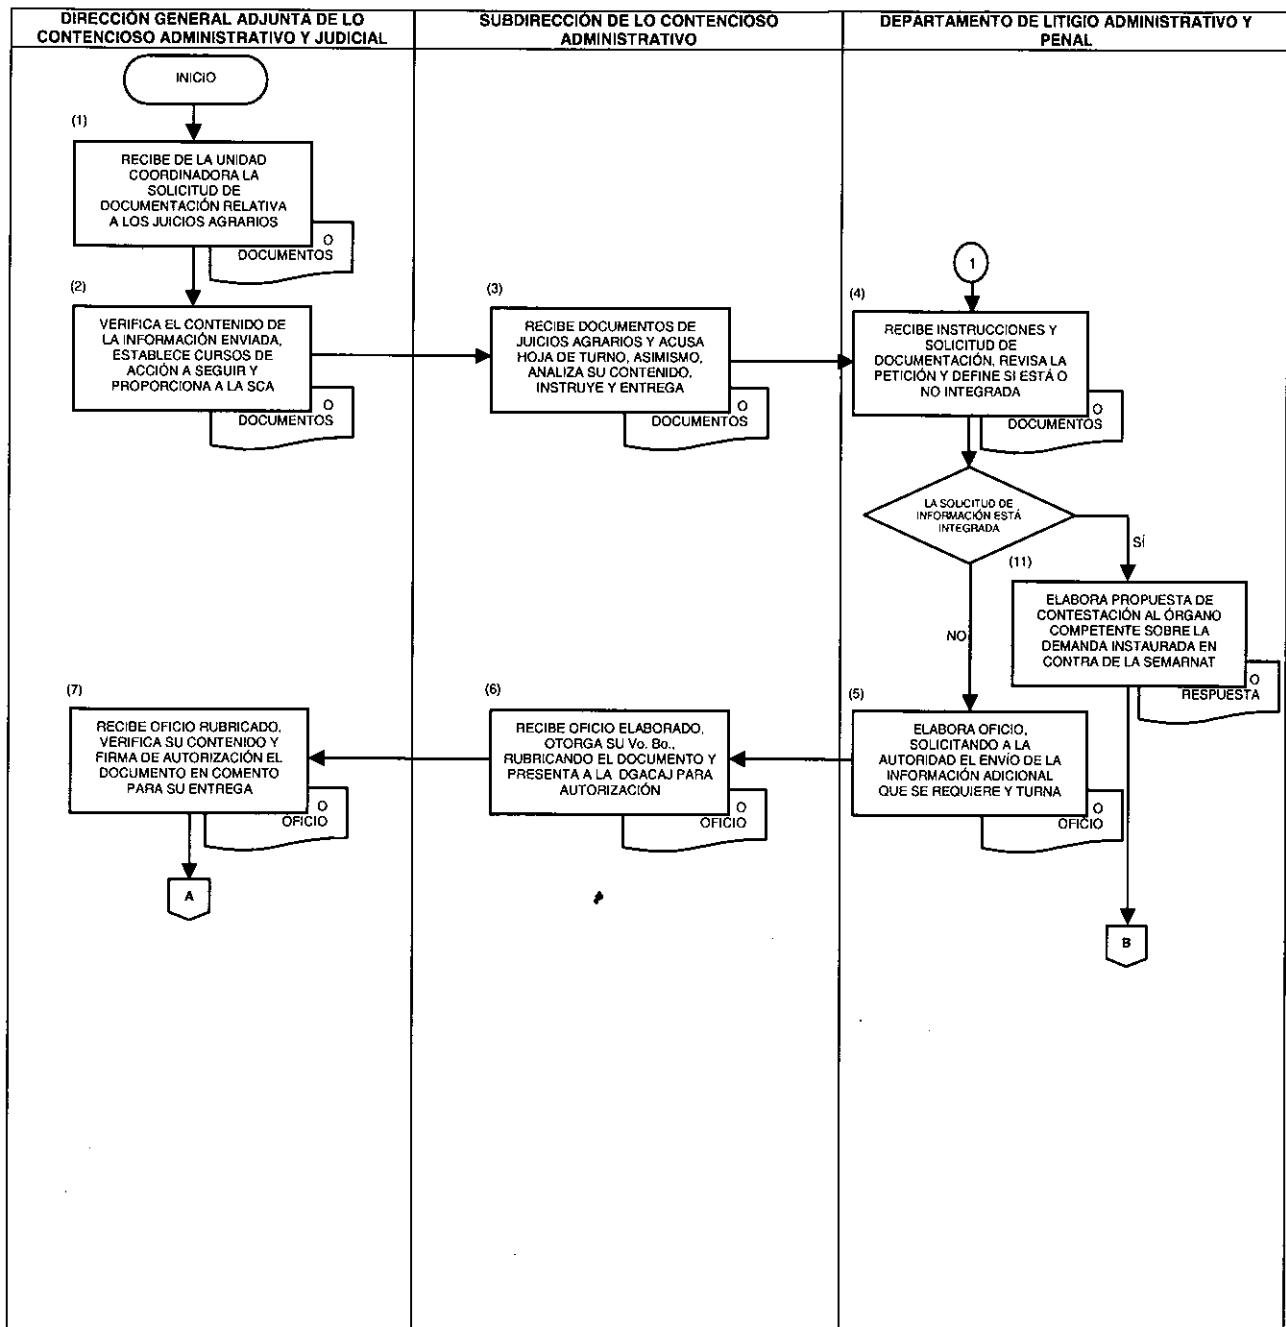 DIRECCIÓN GENERAL ADJUNTA DE LO
CONTENCIOSO ADMINISTRATIVO Y JUDICIAL
SUBDIRECCIÓN DE LO CONTENCIOSO
ADMINISTRATIVO
DEPARTAMENTO DE LITIGIO ADMINISTRATIVO Y
PENAL
INICIO
(1)
RECIBE DE LA UNIDAD
COORDINADORA LA
SOLICITUD DE
DOCUMENTACIÓN RELATIVA
A LOS JUICIOS AGRARIOS
O
DOCUMENTOS
(2)
VERIFICA EL CONTENIDO DE
LA INFORMACIÓN ENVIADA,
ESTABLECE CURSOS DE
ACCIÓN A SEGUIR Y
PROPORCIONA A LA SCA
O
DOCUMENTOS
(3)
RECIBE DOCUMENTOS DE
JUICIOS AGRARIOS Y ACUSA
HOJA DE TURNO, ASIMISMO,
ANALIZA SU CONTENIDO,
INSTRUYE Y ENTREGA
O
DOCUMENTOS
1
(4)
RECIBE INSTRUCCIONES Y
SOLICITUD DE
DOCUMENTACIÓN, REVISA LA
PETICIÓN Y DEFINE SI ESTÁ O
NO INTEGRADA
O
DOCUMENTOS
LA SOLICITUD DE
INFORMACIÓN ESTÁ
INTEGRADA
SÍ
(11)
ELABORA PROPUESTA DE
CONTESTACIÓN AL ÓRGANO
COMPETENTE SOBRE LA
DEMANDA INSTAURADA EN
CONTRA DE LA SEMARNAT
O
RESPUESTA
NO
(5)
ELABORA OFICIO,
SOLICITANDO A LA
AUTORIDAD EL ENVÍO DE LA
INFORMACIÓN ADICIONAL
QUE SE REQUIERE Y TURNA
O
OFICIO
(6)
RECIBE OFICIO ELABORADO,
OTORGA SU Vo. Bo.,
RUBRICANDO EL DOCUMENTO Y
PRESENTA A LA DGACAJ PARA
AUTORIZACIÓN
O
OFICIO
(7)
RECIBE OFICIO RUBRICADO,
VERIFICA SU CONTENIDO Y
FIRMA DE AUTORIZACIÓN EL
DOCUMENTO EN COMENTO
PARA SU ENTREGA
O
OFICIO
A
B